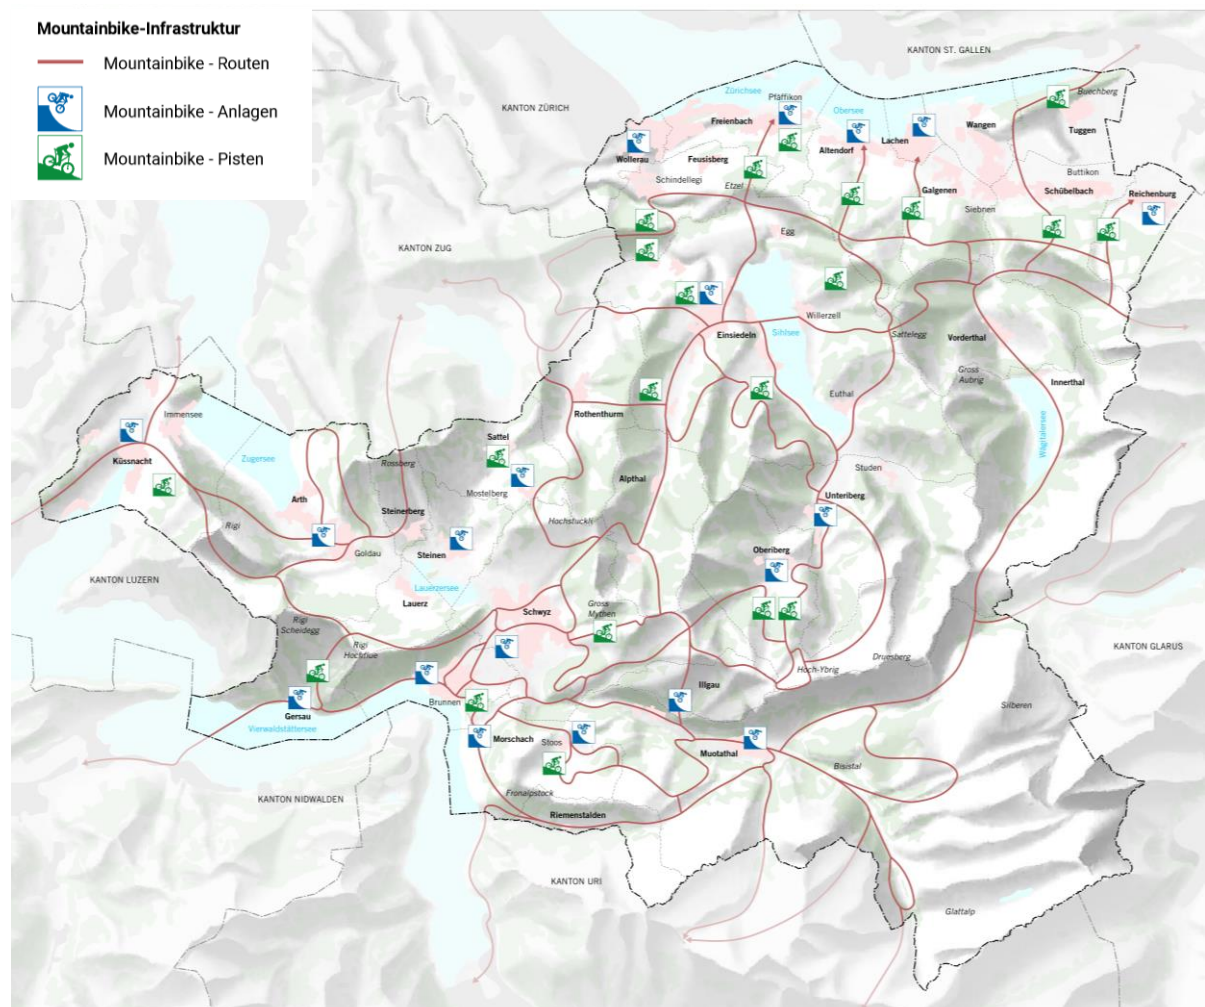 Mountainbike-Infrastruktur
Mountainbike - Routen
Mountainbike - Anlagen
Mountainbike - Pisten
KANTON ST. GALLEN
KANTON ZÜRICH
Zürichsee
Pfäffikon
Obersee
Buechberg
Freienbach
Wangen
Tuggen
Lachen
Altendorf
Wollerau
Feusisberg
Schindellegi
Etzel
Buttikon
Galgenen
Schübelbach
Reichenburg
Siebnen
Egg
KANTON ZUG
Willerzell
Einsiedeln
Sihlsee
Sattelegg
Vorderthal
Gross
Aubrig
Innerthal
Euthal
Wägitalersee
Immensee
Rothenthurm
Küssnacht
Zugersee
Sattel
Rossberg
Alpthal
Studen
Mostelberg
Arth
Unteriberg
Steinerberg
Rigi
Hochstuckli
Goldau
Steinen
Oberiberg
KANTON LUZERN
Lauerzersee
Lauerz
Schwyz
Gross
Mythen
Rigi
Scheidegg
Rigi
Hochflue
KANTON GLARUS
Drusberg
Hoch-Ybrig
Illgau
Brunnen
Silberen
Gersau
Vierwaldstättersee
Morschach
Stoos
Muotathal
Bisistal
Fronalpstock
KANTON NIDWALDEN
Riemenstalden
KANTON URI
Glattalp